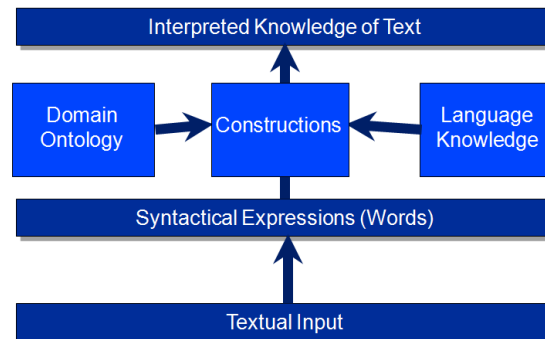 Interpreted Knowledge of Text
Domain
Ontology
Constructions
Language
Knowledge
Syntactical Expressions (Words)
Textual Input